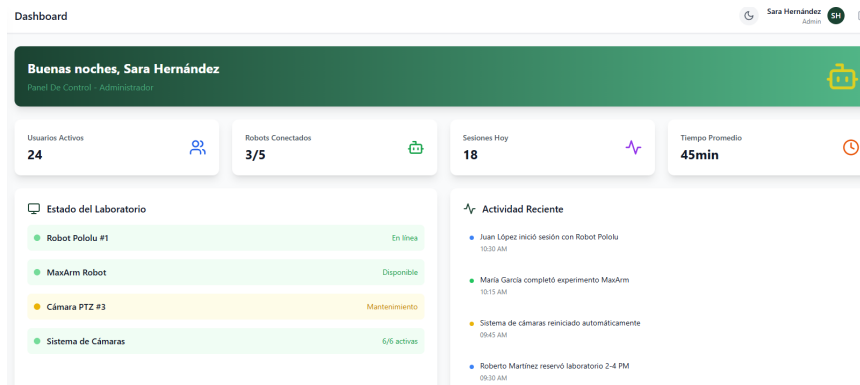 Dashboard
Sara Hernández
Admin
SH
Buenas noches, Sara Hernández
Panel De Control - Administrador
Usuarios Activos
24
Robots Conectados
3/5
Sesiones Hoy
18
Tiempo Promedio
45min
Estado del Laboratorio
Robot Pololu #1
En línea
MaxArm Robot
Disponible
Cámara PTZ #3
Mantenimiento
Sistema de Cámaras
6/6 activas
Actividad Reciente
Juan López inició sesión con Robot Pololu
10:30 AM
María García completó experimento MaxArm
10:15 AM
Sistema de cámaras reiniciado automáticamente
09:45 AM
Roberto Martínez reservó laboratorio 2-4 PM
09:30 AM